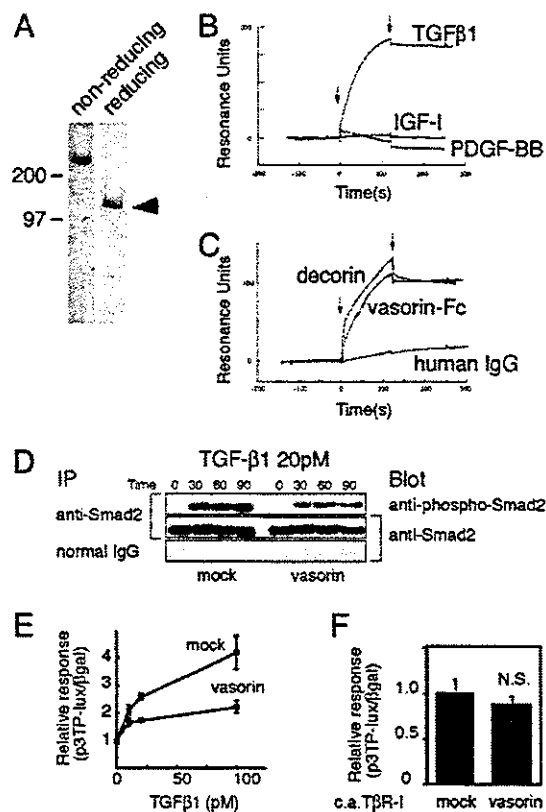 A
non-reducing
reducing
200
97
B
Resonance Units
TGFβ1
IGF-I
PDGF-BB
0
Time(s)
C
Resonance Units
decorin
vasorin-Fc
human IgG
0
Time(s)
D
TGF-β1 20pM
IP Time 0 30 60 90 0 30 60 90 Blot
anti-Smad2 anti-phospho-Smad2
anti-Smad2
normal IgG
mock vasorin
E
Relative response
(p3TP-lux/βgal)
4
3
2
1
mock
vasorin
0 50 100
TGFβ1 (pM)
F
Relative response
(p3TP-lux/βgal)
1.0
0.5
0
N.S.
c.a.TβR-I mock vasorin